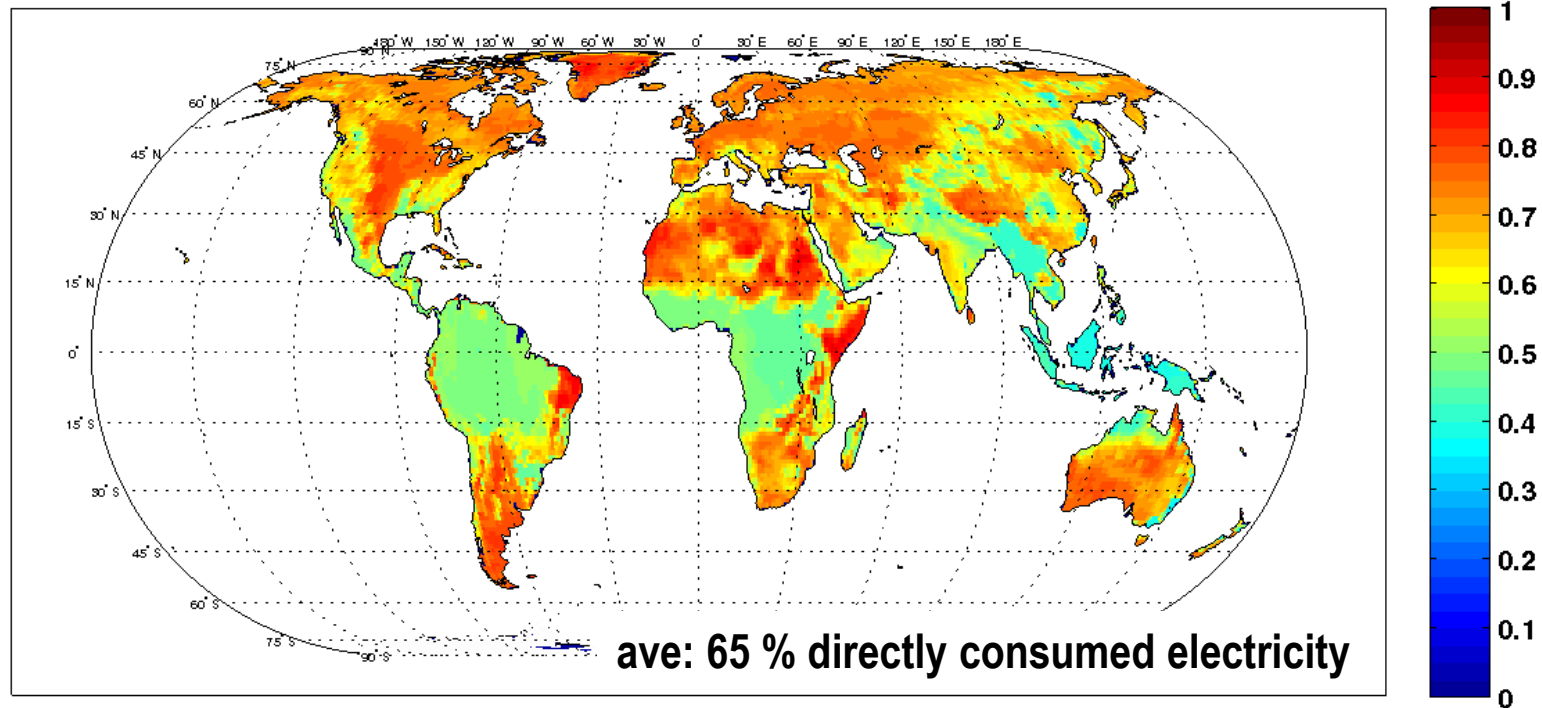 180° W 150° W 120° W 90° W 60° W 30° W 0° 30° E 60° E 90° E 120° E 150° E 180° E
90° N
75° N
60° N
45° N
30° N
15° N
0°
15° S
30° S
45° S
60° S
75° S
90° S
ave: 65 % directly consumed electricity
1
0.9
0.8
0.7
0.6
0.5
0.4
0.3
0.2
0.1
0